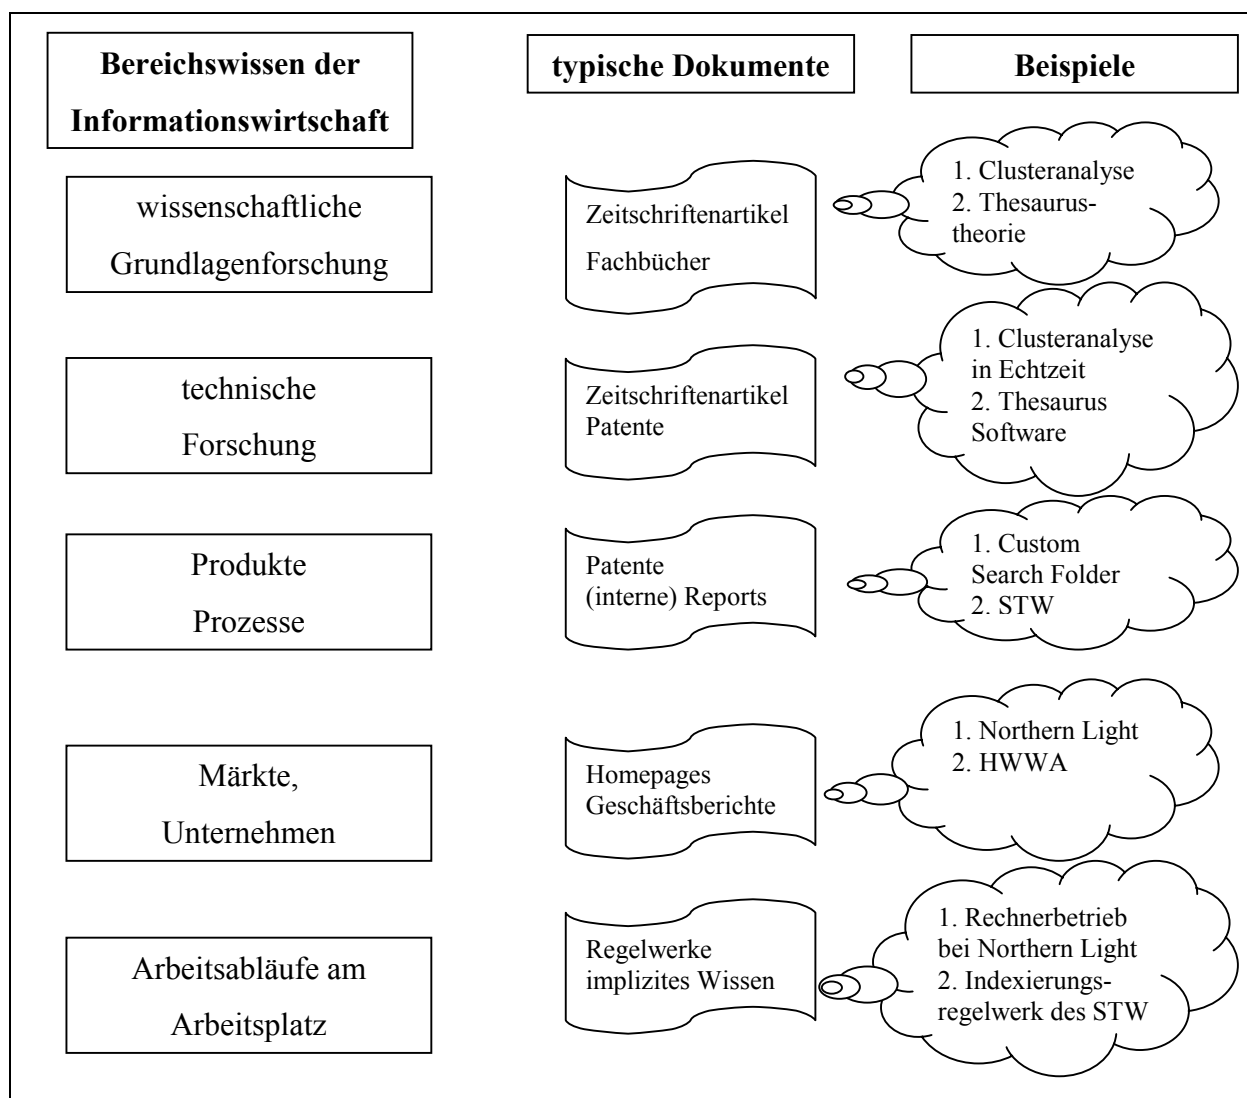 Bereichswissen der
Informationswirtschaft
typische Dokumente
Beispiele
wissenschaftliche
Grundlagenforschung
Zeitschriftenartikel
Fachbücher
1. Clusteranalyse
2. Thesaurus-
theorie
technische
Forschung
Zeitschriftenartikel
Patente
1. Clusteranalyse
in Echtzeit
2. Thesaurus
Software
Produkte
Prozesse
Patente
(interne) Reports
1. Custom
Search Folder
2. STW
Märkte,
Unternehmen
Homepages
Geschäftsberichte
1. Northern Light
2. HWWA
Arbeitsabläufe am
Arbeitsplatz
Regelwerke
implizites Wissen
1. Rechnerbetrieb
bei Northern Light
2. Indexierungs-
regelwerk des STW